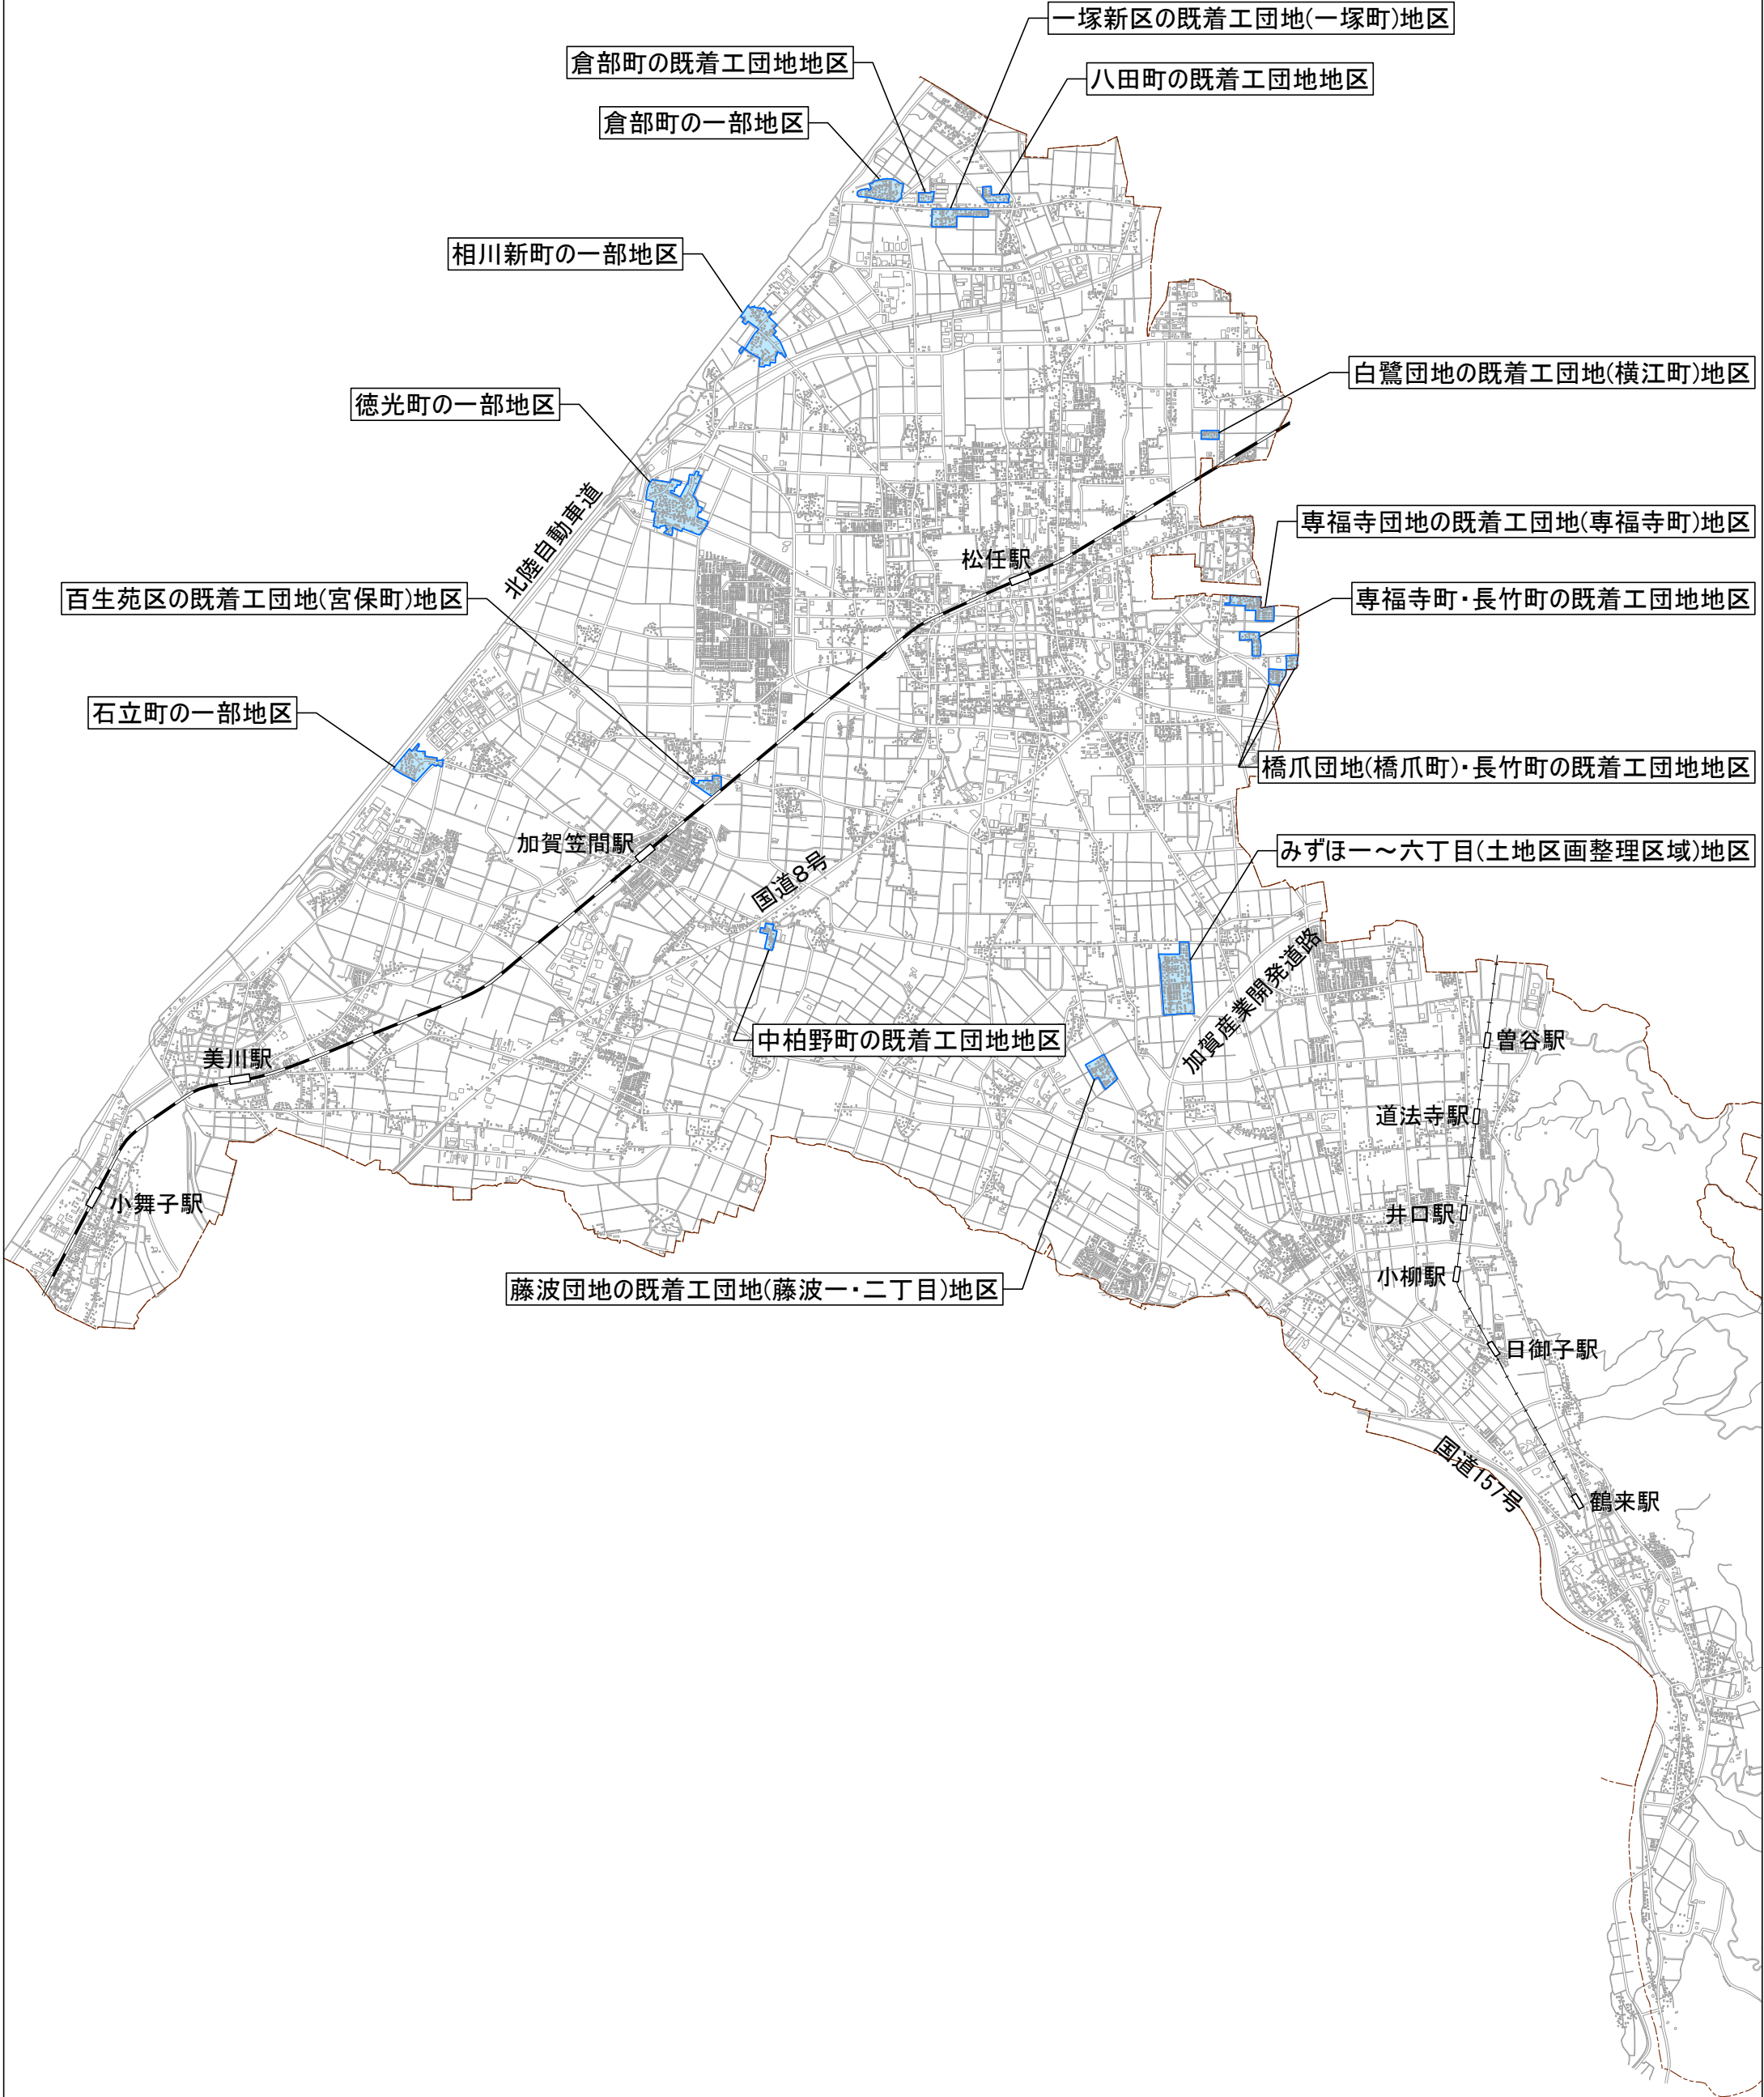 一塚新区の既着工団地(一塚町)地区
倉部町の既着工団地地区
八田町の既着工団地地区
倉部町の一部地区
相川新町の一部地区
白鷺団地の既着工団地(横江町)地区
徳光町の一部地区
北陸自動車道
専福寺団地の既着工団地(専福寺町)地区
松任駅
百生苑区の既着工団地(宮保町)地区
専福寺町・長竹町の既着工団地地区
石立町の一部地区
橋爪団地(橋爪町)・長竹町の既着工団地地区
加賀笠間駅
みずほ一～六丁目(土地区画整理区域)地区
国道8号
加賀産業開発道路
中柏野町の既着工団地地区
曽谷駅
美川駅
道法寺駅
小舞子駅
井口駅
小柳駅
藤波団地の既着工団地(藤波一・二丁目)地区
日御子駅
国道157号
鶴来駅